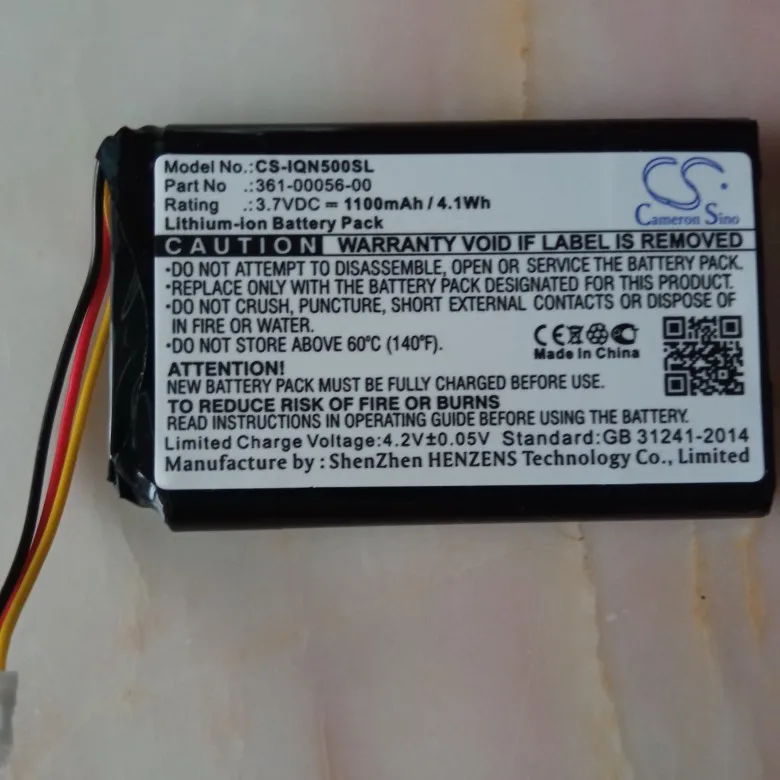 Model No.:CS-IQN500SL
Part No .:361-00056-00
Rating .:3.7VDC ⎓ 1100mAh / 4.1Wh
Lithium-ion Battery Pack
CS
Cameron Sino
CAUTION WARRANTY VOID IF LABEL IS REMOVED
•DO NOT ATTEMPT TO DISASSEMBLE, OPEN OR SERVICE THE BATTERY PACK.
•REPLACE ONLY WITH THE BATTERY PACK DESIGNATED FOR THIS PRODUCT.
•DO NOT CRUSH, PUNCTURE, SHORT EXTERNAL CONTACTS OR DISPOSE OF
IN FIRE OR WATER.
•DO NOT STORE ABOVE 60°C (140°F).
CE
Made In China
ATTENTION!
NEW BATTERY PACK MUST BE FULLY CHARGED BEFORE USE.
TO REDUCE RISK OF FIRE OR BURNS
READ INSTRUCTIONS IN OPERATING GUIDE BEFORE USING THE BATTERY.
Limited Charge Voltage:4.2V±0.05V Standard:GB 31241-2014
Manufacture by : ShenZhen HENZENS Technology Co., Limited